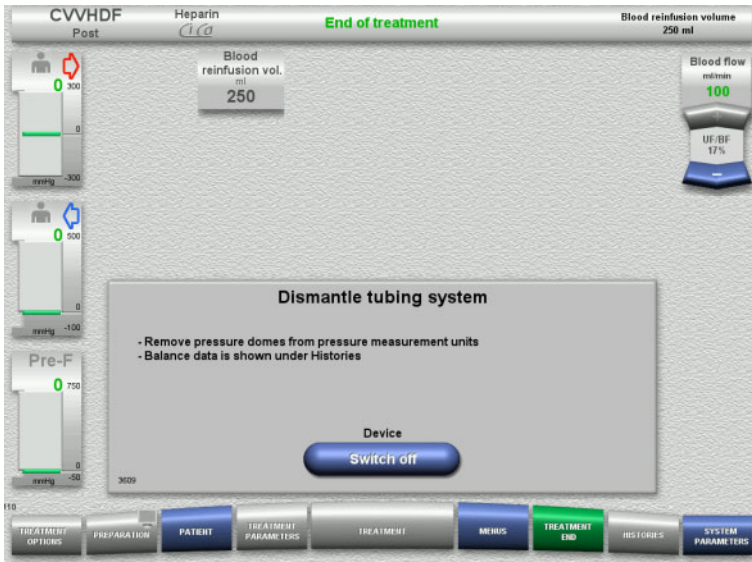 CVVHDF
Post
Heparin
CiCa
End of treatment
Blood reinfusion volume
250 ml
Blood
reinfusion vol.
ml
250
Blood flow
ml/min
100
+
UF/BF
17%
-
0
300
0
-300
mmHg
0
500
0
-100
mmHg
Pre-F
0
750
0
-50
mmHg
Dismantle tubing system
- Remove pressure domes from pressure measurement units
- Balance data is shown under Histories
Device
Switch off
3609
TREATMENT
OPTIONS
PREPARATION
PATIENT
TREATMENT
PARAMETERS
TREATMENT
MENUS
TREATMENT
END
HISTORIES
SYSTEM
PARAMETERS